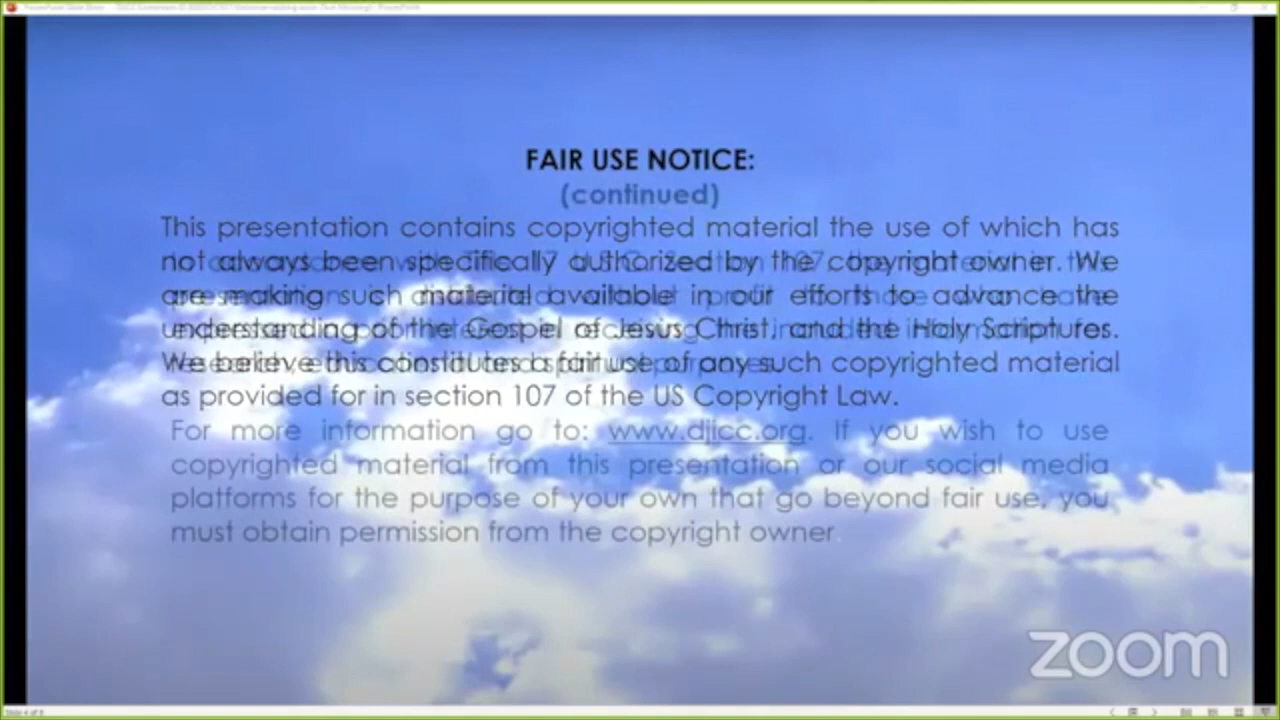 FAIR USE NOTICE:
(continued)
This presentation contains copyrighted material the use of which has
not always been specifically authorized by the copyright owner. We
are making such material available in our efforts to advance the
understanding of the Gospel of Jesus Christ, and the Holy Scriptures.
We believe this constitutes a fair use of any such copyrighted material
as provided for in section 107 of the US Copyright Law.
For more information go to: www.djicc.org. If you wish to use
copyrighted material from this presentation or our social media
platforms for the purpose of your own that go beyond fair use, you
must obtain permission from the copyright owner.
zoom